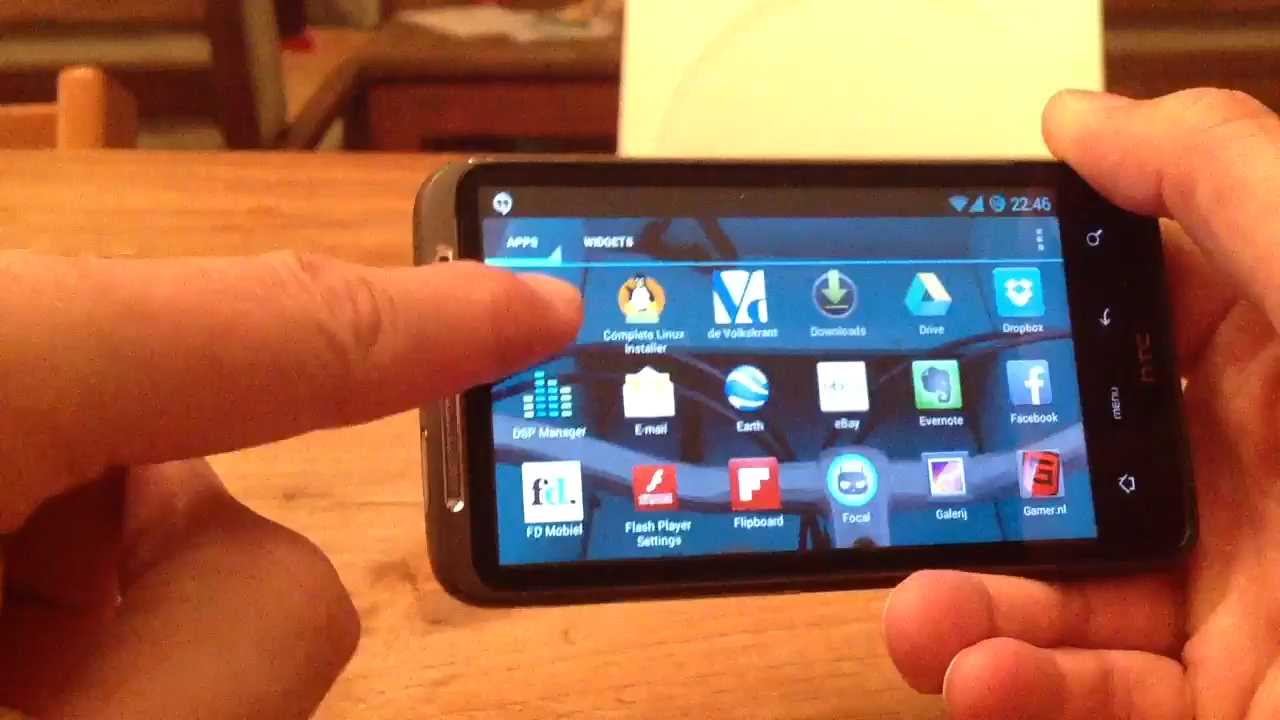 22:46
APPS WIDGETS
Complete Linux
Installer
de Volkskrant
Downloads
Drive
Dropbox
DSP Manager
E-mail
Earth
eBay
Evernote
Facebook
fd.
FD Mobiel
Flash Player
Settings
Flipboard
Focal
Galerij
Gamer.nl
hTC
menu